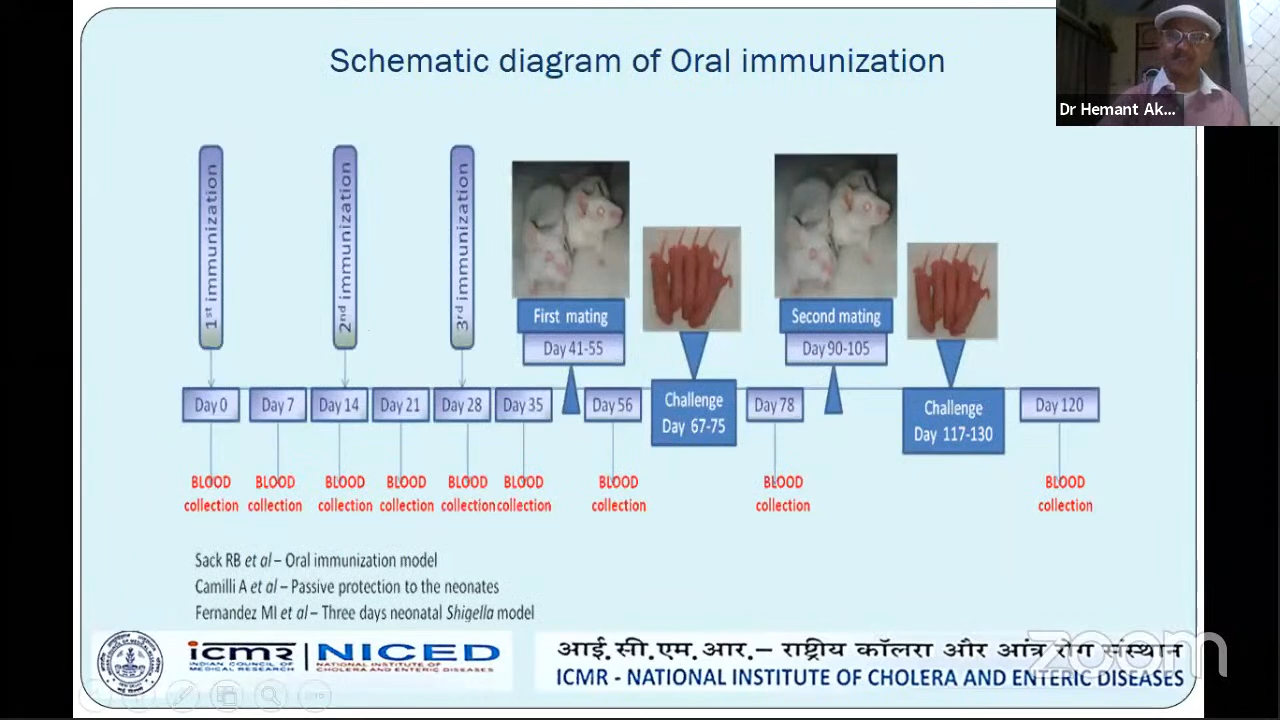 Schematic diagram of Oral immunization
Dr Hemant Ak...
1st immunization
2nd immunization
3rd immunization
First mating
Day 41-55
Second mating
Day 90-105
Day 0
Day 7
Day 14
Day 21
Day 28
Day 35
Day 56
Challenge
Day 67-75
Day 78
Challenge
Day 117-130
Day 120
BLOOD
collection
BLOOD
collection
BLOOD
collection
BLOOD
collection
BLOOD
collection
BLOOD
collection
BLOOD
collection
BLOOD
collection
BLOOD
collection
Sack RB et al – Oral immunization model
Camilli A et al – Passive protection to the neonates
Fernandez MI et al – Three days neonatal Shigella model
icmr
INDIAN COUNCIL OF
MEDICAL RESEARCH
NICED
NATIONAL INSTITUTE OF
CHOLERA AND ENTERIC DISEASES
आई.सी.एम.आर.– राष्ट्रीय कॉलरा और आंत्र रोग संस्थान
ICMR - NATIONAL INSTITUTE OF CHOLERA AND ENTERIC DISEASES
zoom